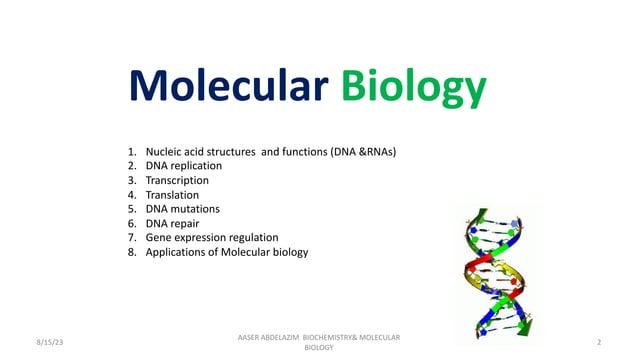 Molecular Biology
1. Nucleic acid structures  and functions (DNA &RNAs)
2. DNA replication
3. Transcription
4. Translation
5. DNA mutations
6. DNA repair
7. Gene expression regulation
8. Applications of Molecular biology
8/15/23
AASER ABDELAZIM  BIOCHEMISTRY& MOLECULAR
BIOLOGY
2